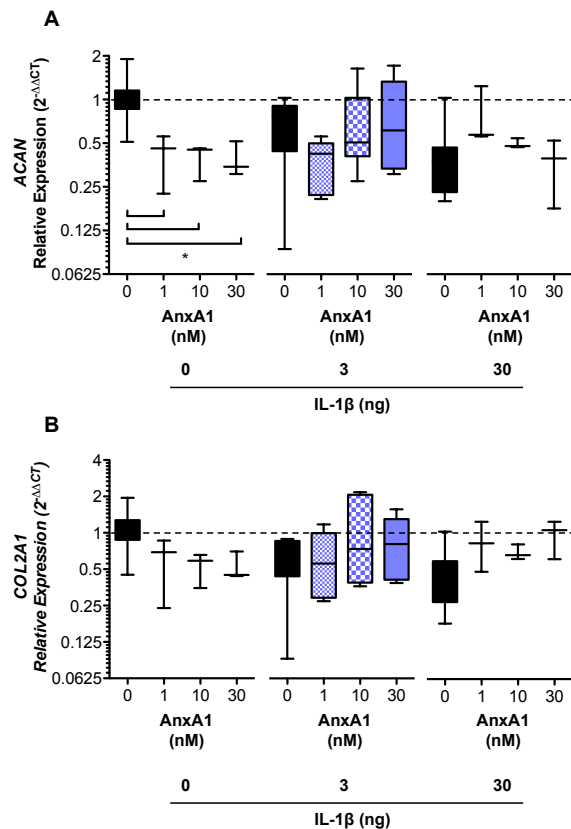 A
ACAN
Relative Expression (2-ΔΔCT)
2
1
0.5
0.25
0.125
0.0625
*
0 1 10 30 0 1 10 30 0 1 10 30
AnxA1 AnxA1 AnxA1
(nM) (nM) (nM)
0 3 30
IL-1β (ng)
B
COL2A1
Relative Expression (2-ΔΔCT)
4
2
1
0.5
0.25
0.125
0.0625
0 1 10 30 0 1 10 30 0 1 10 30
AnxA1 AnxA1 AnxA1
(nM) (nM) (nM)
0 3 30
IL-1β (ng)